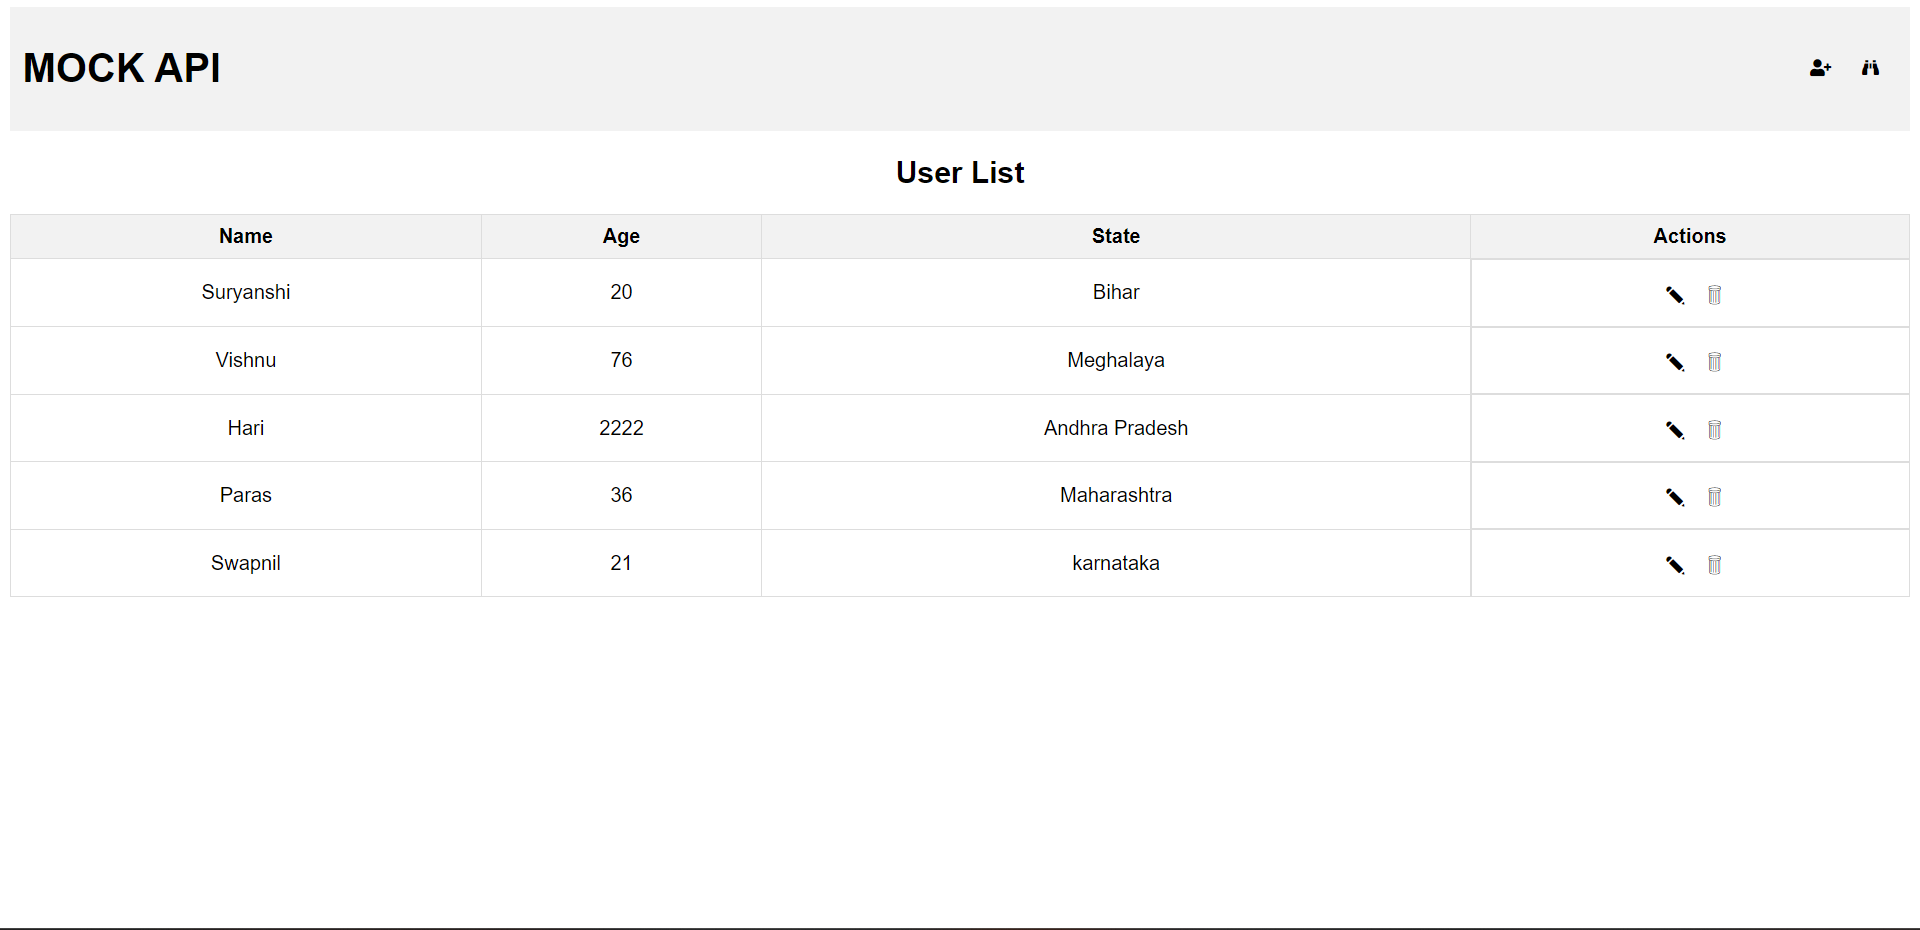 MOCK API
User List
Name Age State Actions
Suryanshi 20 Bihar
Vishnu 76 Meghalaya
Hari 2222 Andhra Pradesh
Paras 36 Maharashtra
Swapnil 21 karnataka